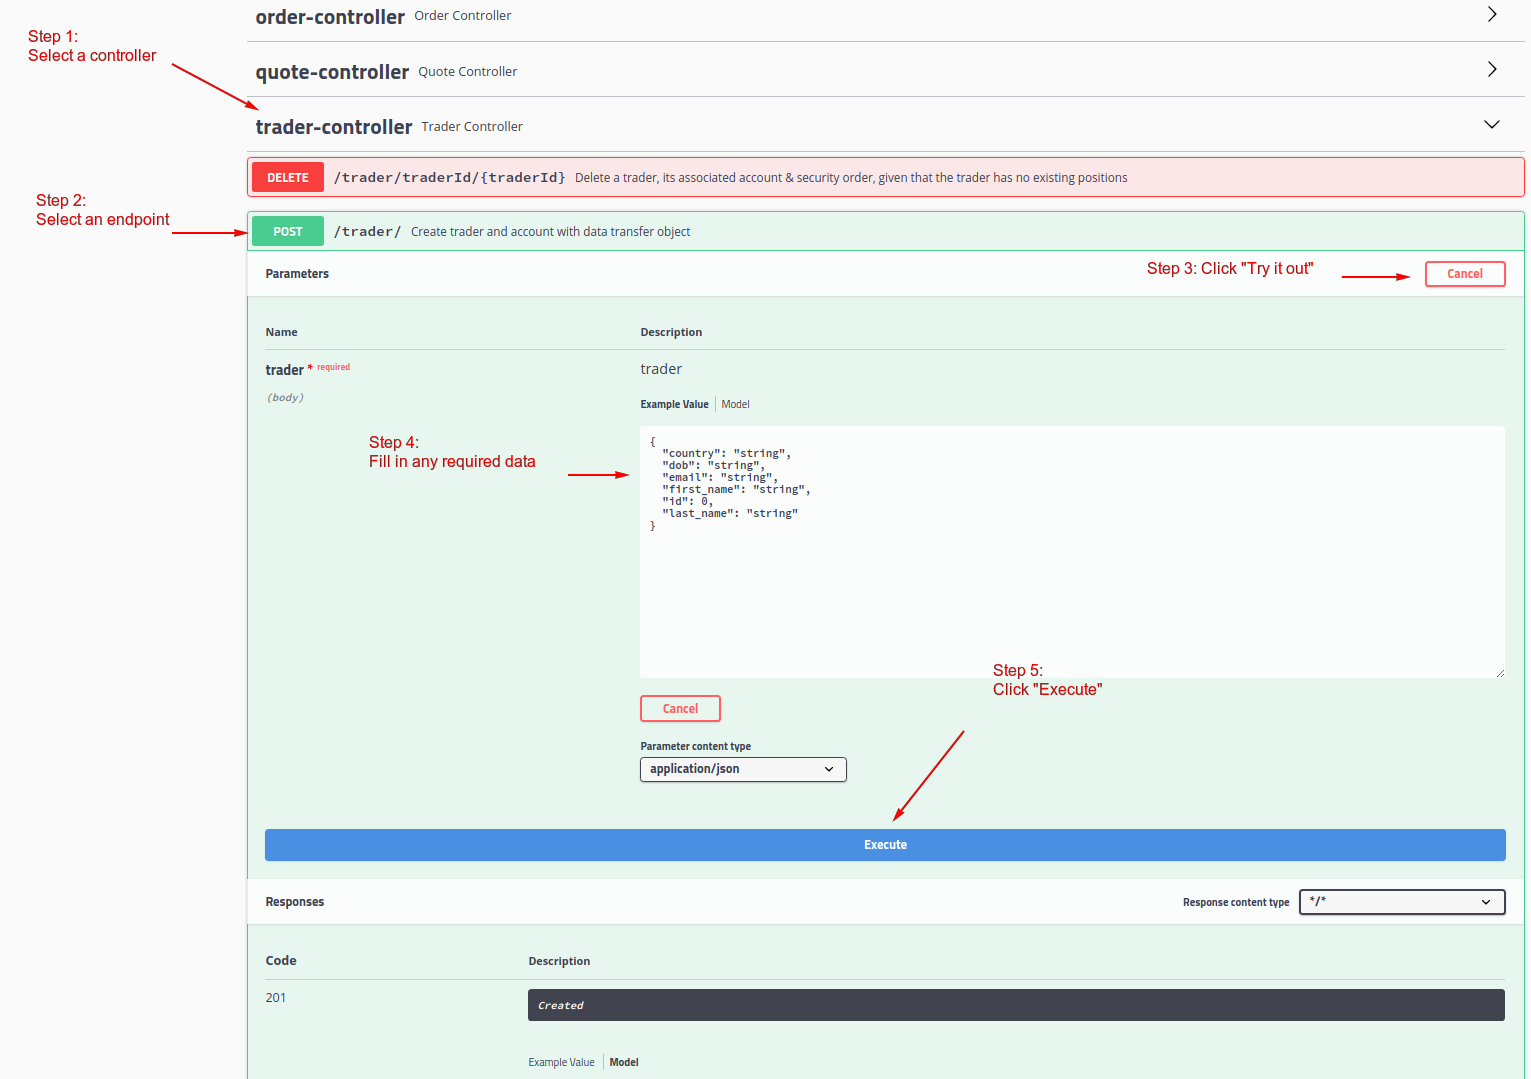 order-controller Order Controller
Step 1:
Select a controller
quote-controller Quote Controller
trader-controller Trader Controller
DELETE /trader/traderId/{traderId} Delete a trader, its associated account & security order, given that the trader has no existing positions
Step 2:
Select an endpoint
POST /trader/ Create trader and account with data transfer object
Parameters
Step 3: Click "Try it out"
Cancel
Name Description
trader * required
(body)
trader
Example Value Model
Step 4:
Fill in any required data
{
"country": "string",
"dob": "string",
"email": "string",
"first_name": "string",
"id": 0,
"last_name": "string"
}
Step 5:
Click "Execute"
Cancel
Parameter content type
application/json
Execute
Responses Response content type */*
Code Description
201 Created
Example Value Model